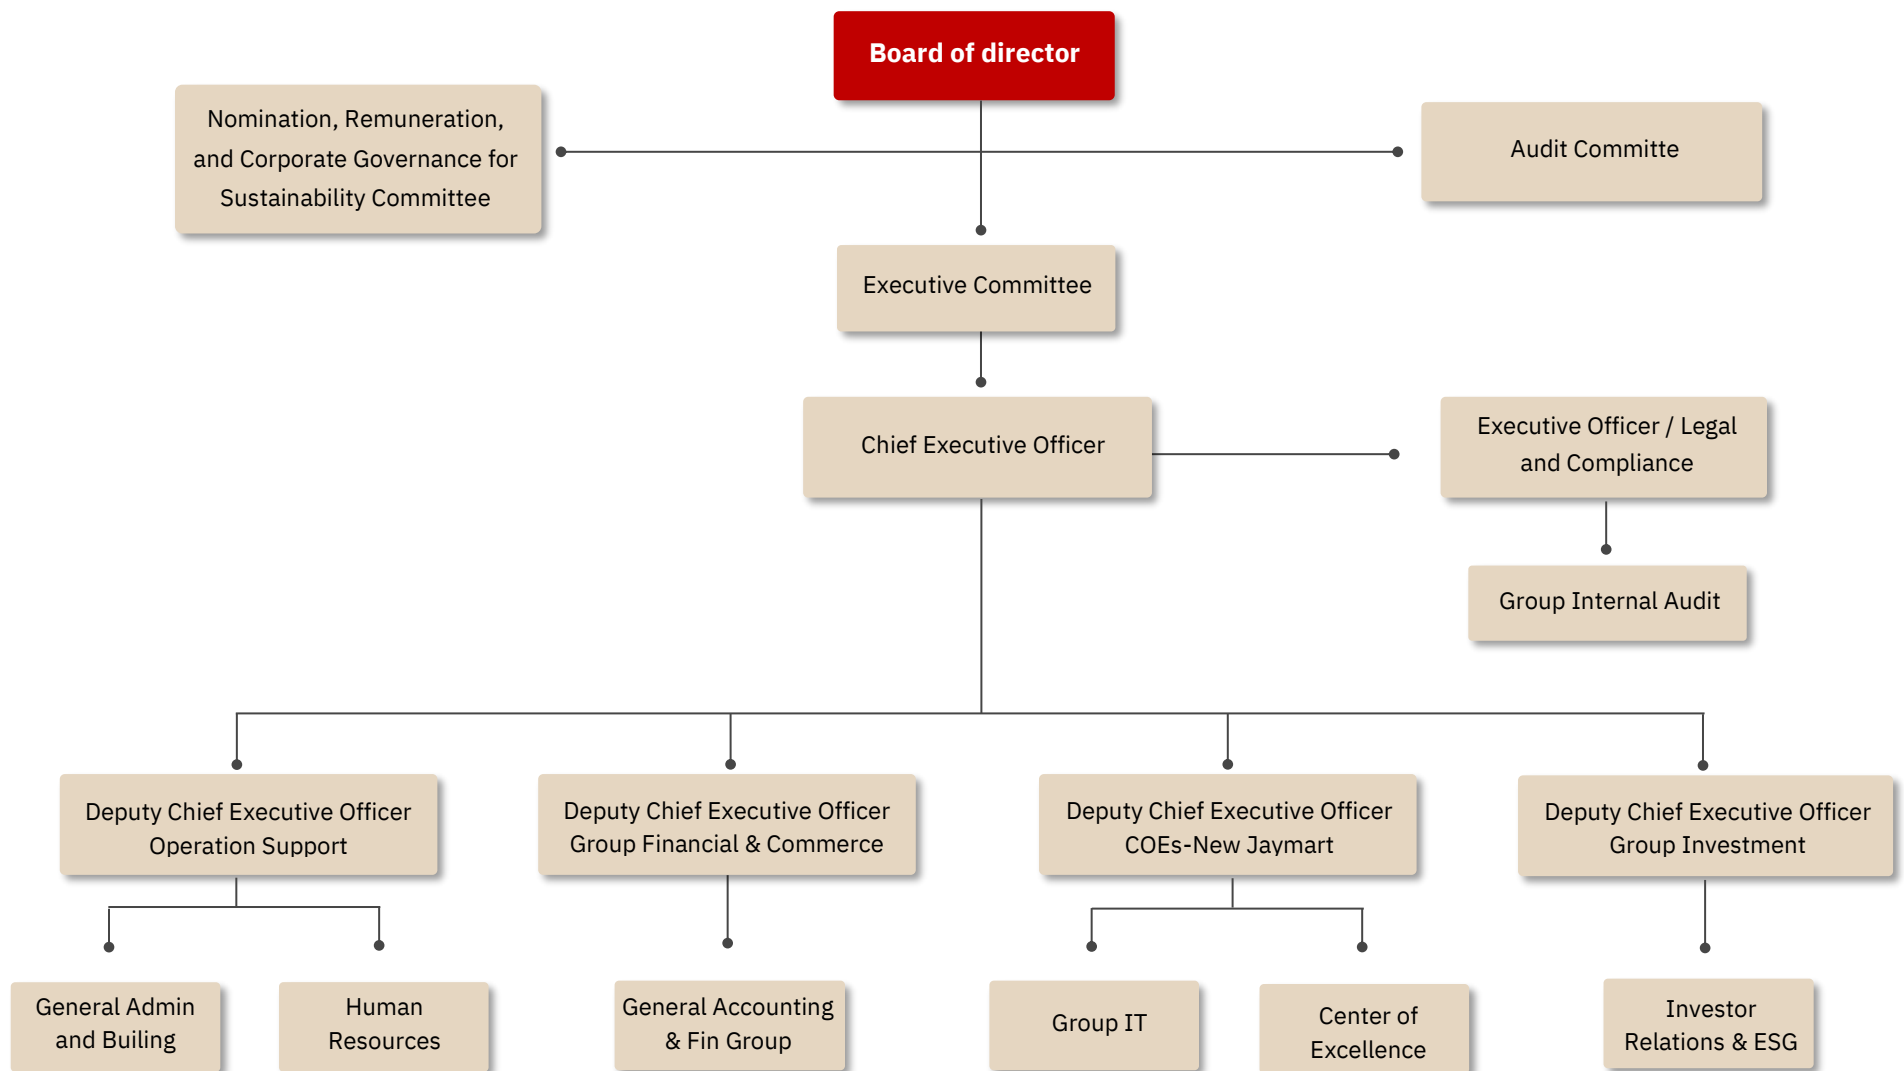 Board of director
Nomination, Remuneration,
and Corporate Governance for
Sustainability Committee
Audit Committe
Executive Committee
Chief Executive Officer
Executive Officer / Legal
and Compliance
Group Internal Audit
Deputy Chief Executive Officer
Operation Support
Deputy Chief Executive Officer
Group Financial & Commerce
Deputy Chief Executive Officer
COEs-New Jaymart
Deputy Chief Executive Officer
Group Investment
General Admin
and Builing
Human
Resources
General Accounting
& Fin Group
Group IT
Center of
Excellence
Investor
Relations & ESG